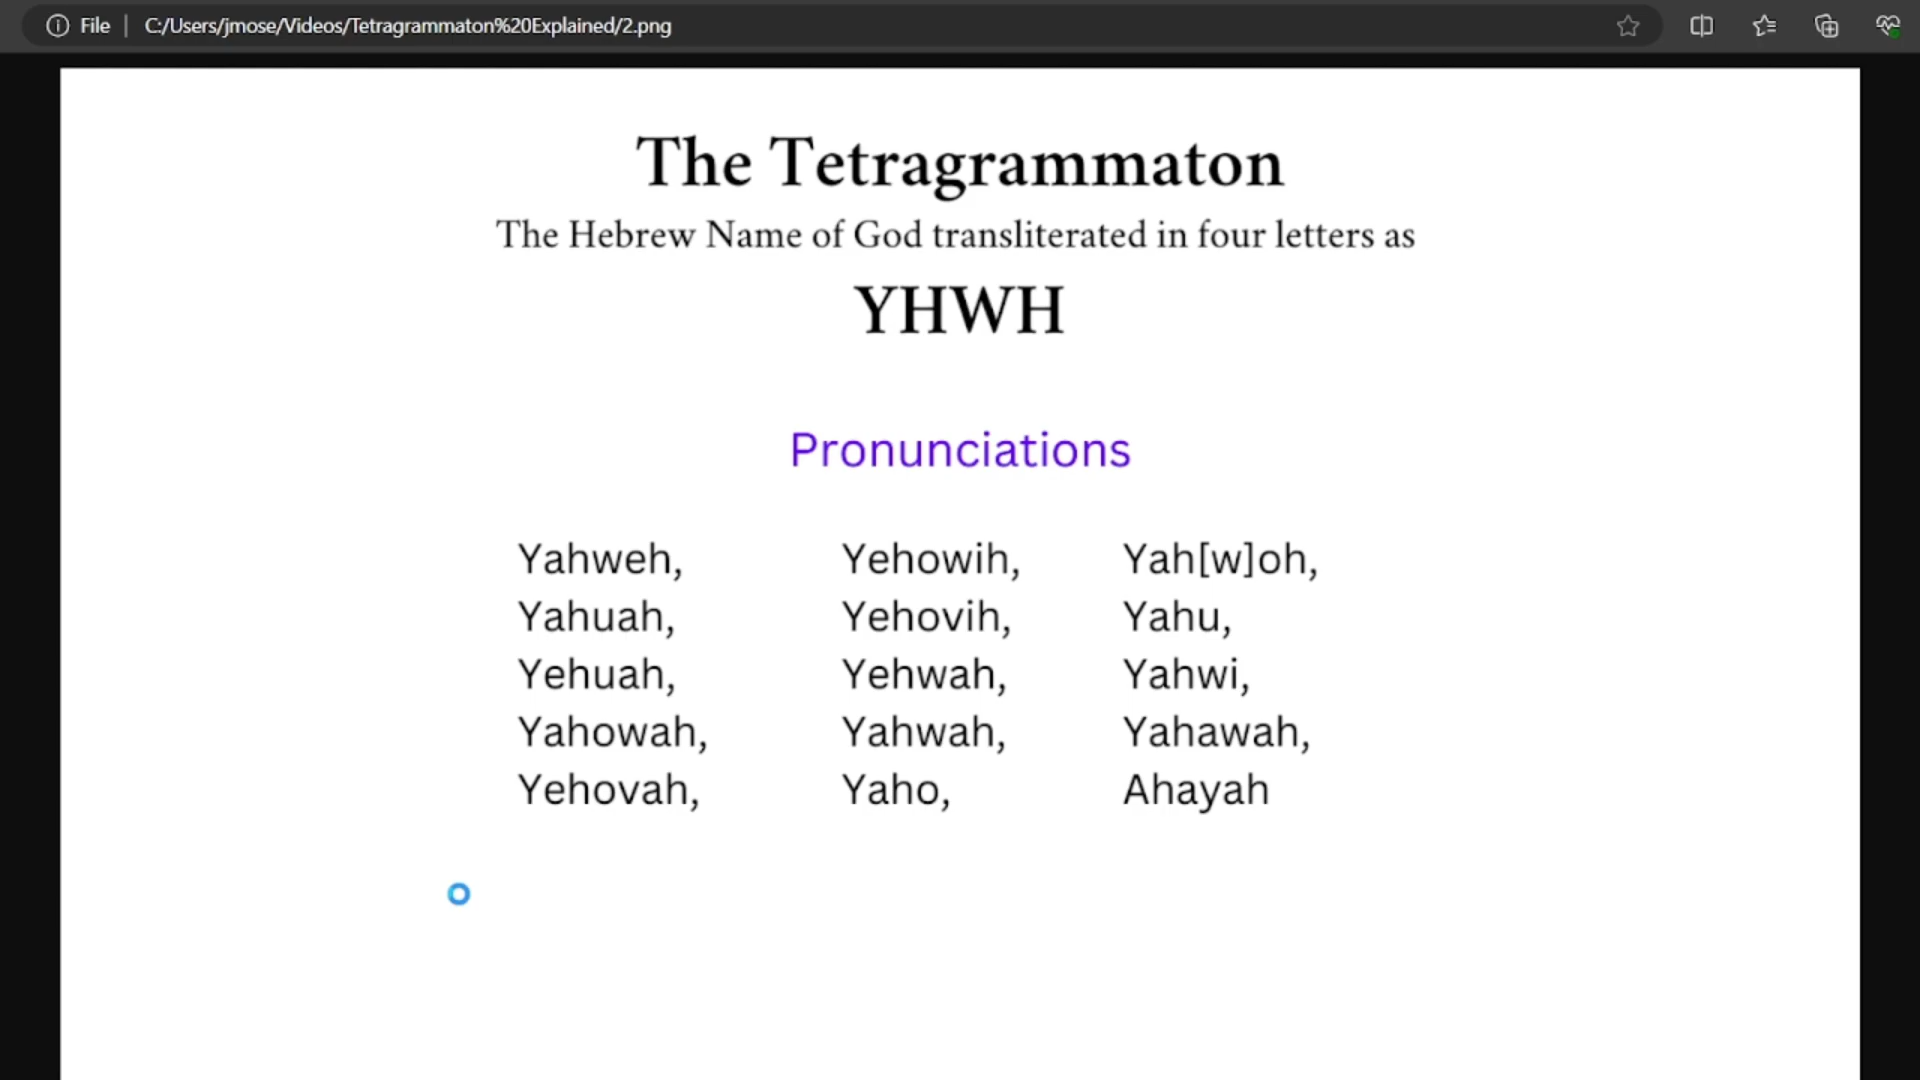 File | C:/Users/jmose/Videos/Tetragrammaton%20Explained/2.png
The Tetragrammaton
The Hebrew Name of God transliterated in four letters as
YHWH
Pronunciations
Yahweh,
Yahuah,
Yehuah,
Yahowah,
Yehovah,
Yehowih,
Yehovih,
Yehwah,
Yahwah,
Yaho,
Yah[w]oh,
Yahu,
Yahwi,
Yahawah,
Ahayah